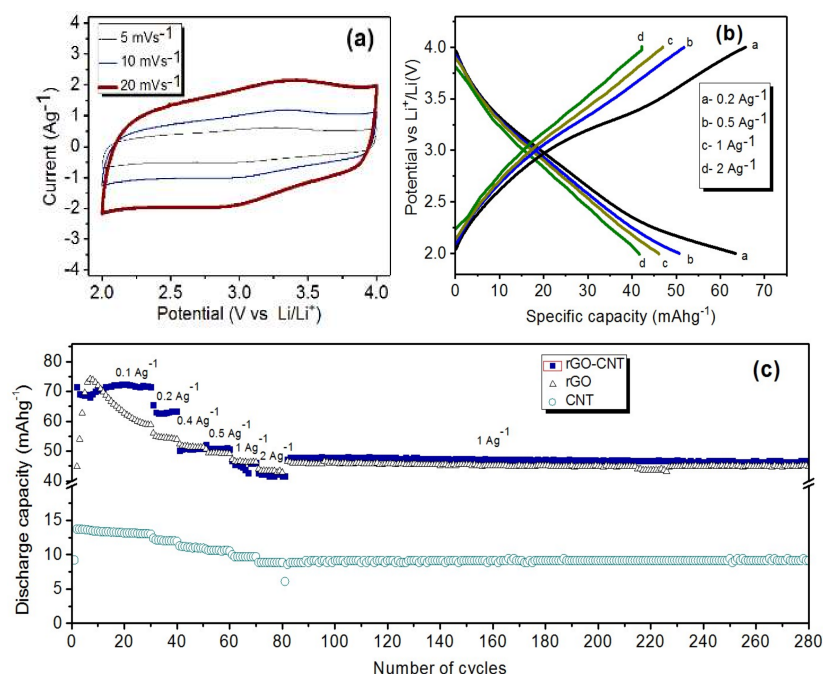 (a)
5 mVs⁻¹
10 mVs⁻¹
20 mVs⁻¹
4
3
2
1
0
-1
-2
-3
-4
Current (Ag⁻¹)
2.0 2.5 3.0 3.5 4.0
Potential (V vs Li/Li⁺)
(b)
d c b a
a- 0.2 Ag⁻¹
b- 0.5 Ag⁻¹
c- 1 Ag⁻¹
d- 2 Ag⁻¹
4.0
3.5
3.0
2.5
2.0
Potential vs Li⁺/Li(V)
d c b a
0 10 20 30 40 50 60 70
Specific capacity (mAhg⁻¹)
(c)
rGO-CNT
rGO
CNT
0.1 Ag⁻¹
0.2 Ag⁻¹
0.4 Ag⁻¹
0.5 Ag⁻¹
1 Ag⁻¹
2 Ag⁻¹
1 Ag⁻¹
80
70
60
50
40
15
10
5
0
Discharge capacity (mAhg⁻¹)
0 20 40 60 80 100 120 140 160 180 200 220 240 260 280
Number of cycles